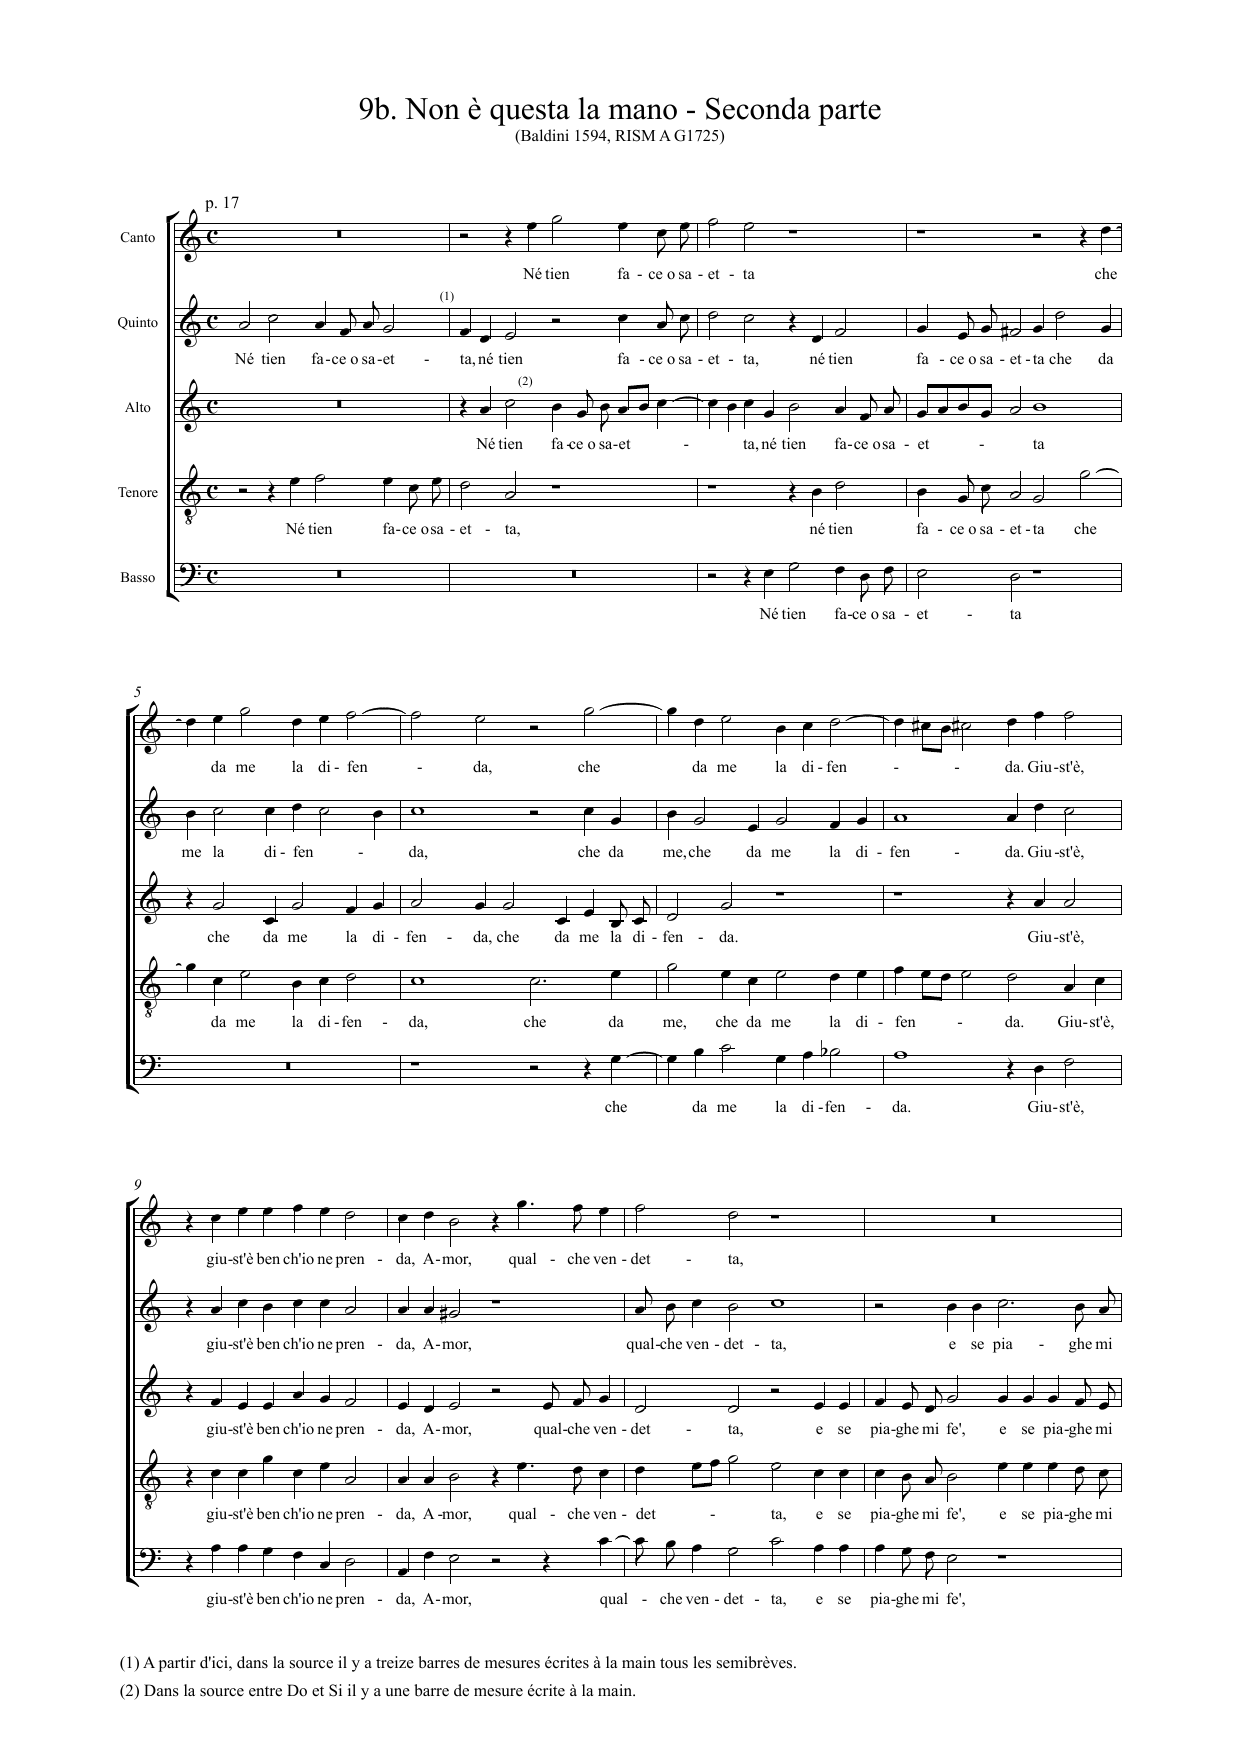 9b. Non è questa la mano - Seconda parte
(Baldini 1594, RISM A G1725)
p. 17
Canto
Né tien fa - ce o sa - et - ta che
(1)
Quinto
Né tien fa-ce o sa-et - ta, né tien fa - ce o sa - et - ta, né tien fa - ce o sa - et - ta che da
(2)
Alto
Né tien fa-ce o sa-et - ta, né tien fa-ce o sa - et - ta
Tenore
Né tien fa-ce o sa - et - ta, né tien fa - ce o sa - et - ta che
Basso
Né tien fa-ce o sa - et - ta
5
da me la di - fen - da, che da me la di - fen - - da. Giu-st'è,
me la di - fen - da, che da me, che da me la di - fen - da. Giu-st'è,
che da me la di - fen - da, che da me la di - fen - da. Giu-st'è,
da me la di - fen - da, che da me, che da me la di - fen - da. Giu-st'è,
che da me la di - fen - da. Giu-st'è,
9
giu-st'è ben ch'io ne pren - da, A-mor, qual - che ven - det - ta,
giu-st'è ben ch'io ne pren - da, A-mor, qual-che ven - det - ta, e se pia - ghe mi
giu-st'è ben ch'io ne pren - da, A-mor, qual-che ven - det - ta, e se pia-ghe mi fe', e se pia-ghe mi
giu-st'è ben ch'io ne pren - da, A-mor, qual - che ven - det - ta, e se pia-ghe mi fe', e se pia-ghe mi
giu-st'è ben ch'io ne pren - da, A-mor, qual - che ven - det - ta, e se pia-ghe mi fe',
(1) A partir d'ici, dans la source il y a treize barres de mesures écrites à la main tous les semibrèves.
(2) Dans la source entre Do et Si il y a une barre de mesure écrite à la main.